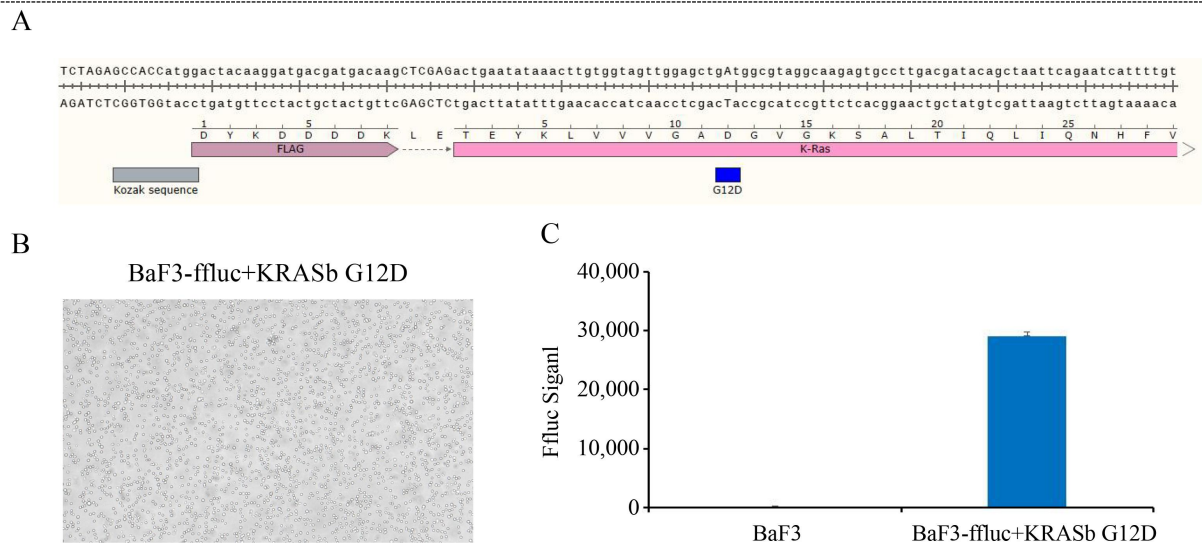 A
TCTAGAGCCACCatggactacaaggatgacgatgacaagCTCGAGactgaatataaacttgtggtagttggagctgAtggcgtaggcaagagtgccttgacgatacagctaattcagaatcattttgt
AGATCTCGGTGGtacctgatgttcctactgctactgttcGAGCTCtgacttatatttgaacaccatcaacctcgacTaccgcatccgttctcacggaactgctatgtcgattaagtcttagtaaaaca
1 5 5 10 15 20 25
D Y K D D D D K L E T E Y K L V V V G A D G V G K S A L T I Q L I Q N H F V
FLAG K-Ras
Kozak sequence G12D
B
BaF3-ffluc+KRASb G12D
C
Ffluc Siganl
40,000
30,000
20,000
10,000
0
BaF3 BaF3-ffluc+KRASb G12D